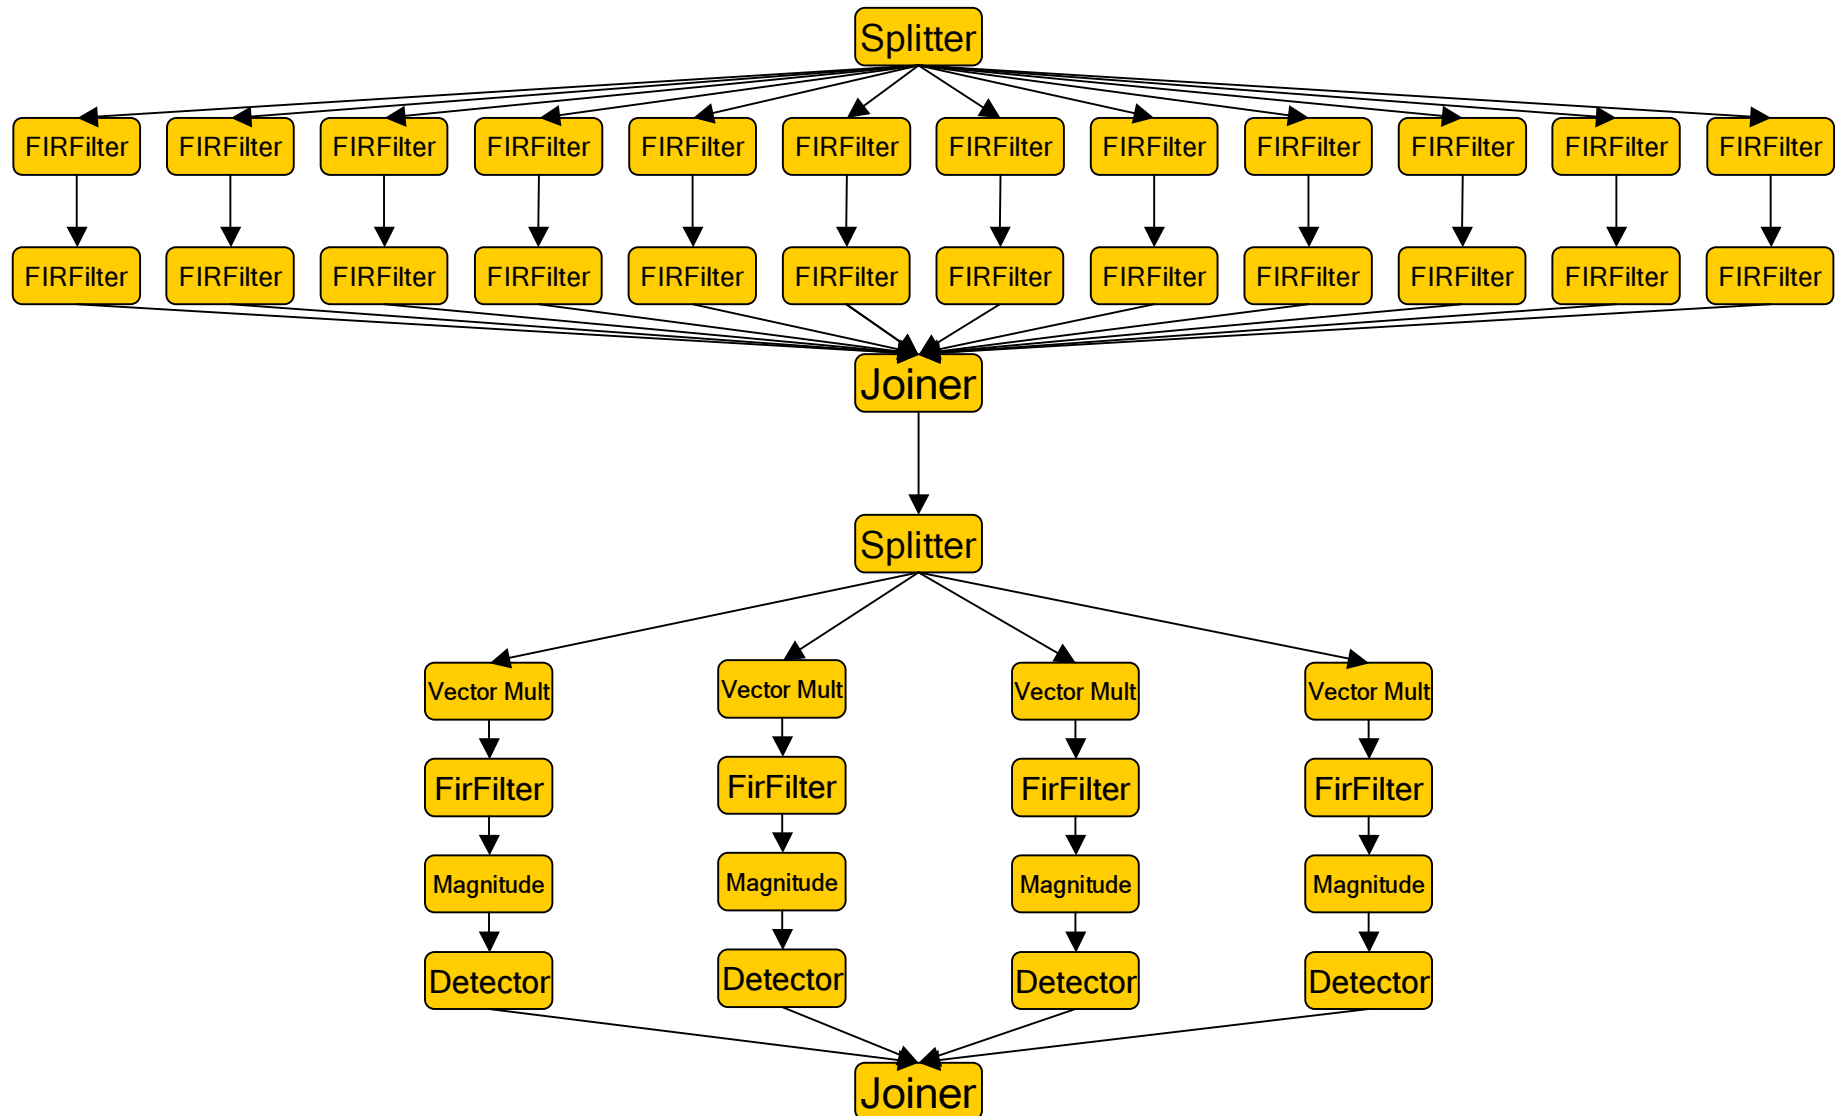 Splitter
FIRFilter FIRFilter FIRFilter FIRFilter FIRFilter FIRFilter FIRFilter FIRFilter FIRFilter FIRFilter FIRFilter FIRFilter
FIRFilter FIRFilter FIRFilter FIRFilter FIRFilter FIRFilter FIRFilter FIRFilter FIRFilter FIRFilter FIRFilter FIRFilter
Joiner
Splitter
Vector Mult Vector Mult Vector Mult Vector Mult
FirFilter FirFilter FirFilter FirFilter
Magnitude Magnitude Magnitude Magnitude
Detector Detector Detector Detector
Joiner